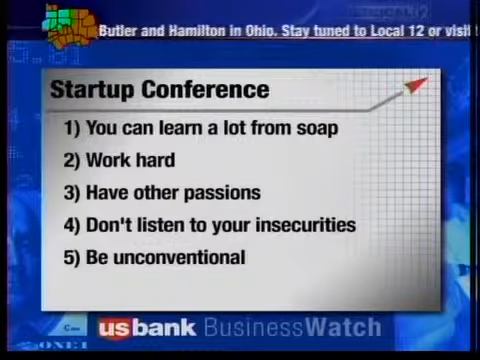 Butler and Hamilton in Ohio. Stay tuned to Local 12 or visit
Startup Conference
1) You can learn a lot from soap
2) Work hard
3) Have other passions
4) Don't listen to your insecurities
5) Be unconventional
usbank BusinessWatch